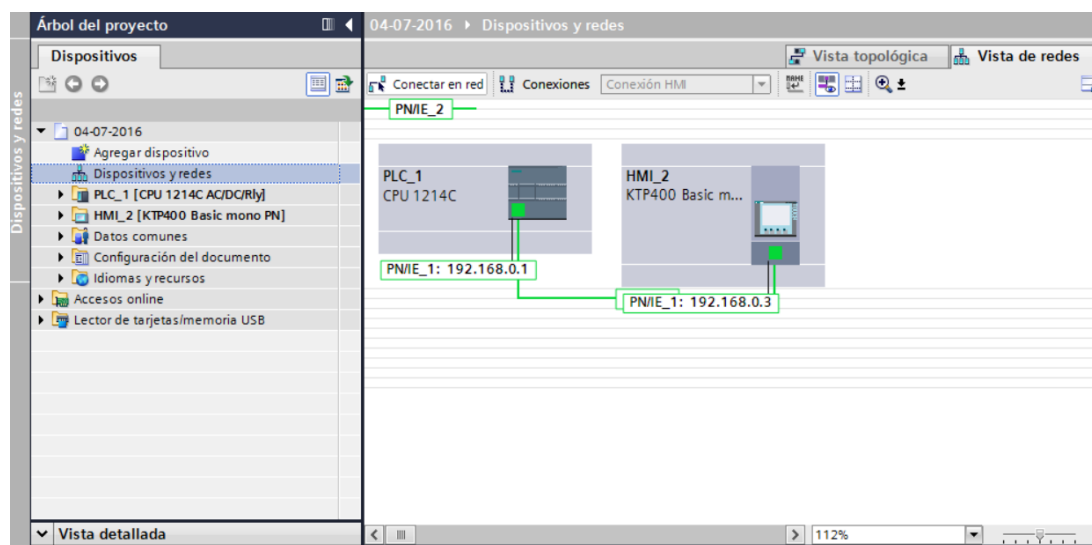 Árbol del proyecto
04-07-2016 Dispositivos y redes
Dispositivos
Vista topológica
Vista de redes
Conectar en red
Conexiones
Conexión HMI
Dispositivos y redes
PN/IE_2
04-07-2016
Agregar dispositivo
Dispositivos y redes
PLC_1 [CPU 1214C AC/DC/Rly]
HMI_2 [KTP400 Basic mono PN]
Datos comunes
Configuración del documento
Idiomas y recursos
Accesos online
Lector de tarjetas/memoria USB
PLC_1
CPU 1214C
HMI_2
KTP400 Basic m...
PN/IE_1: 192.168.0.1
PN/IE_1: 192.168.0.3
Vista detallada
112%